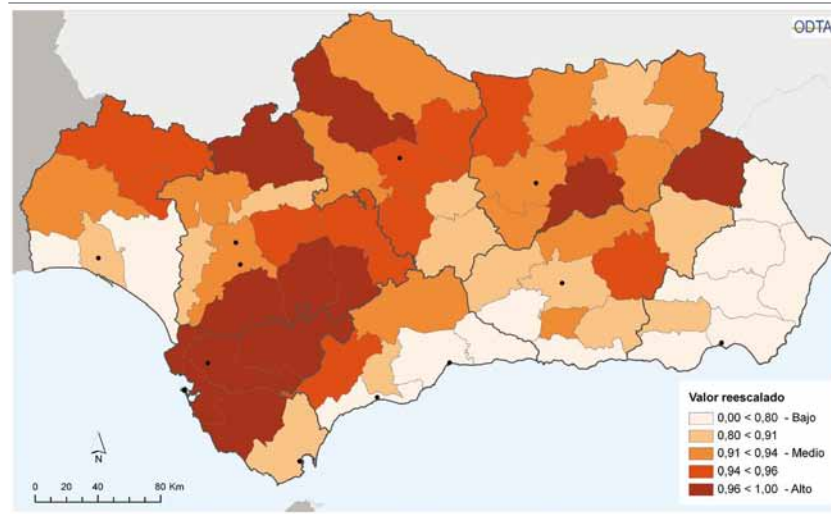 ODTA
Valor reescalado
0,00 < 0,80 - Bajo
0,80 < 0,91
0,91 < 0,94 - Medio
0,94 < 0,96
0,96 < 1,00 - Alto
N
0 20 40 80 Km